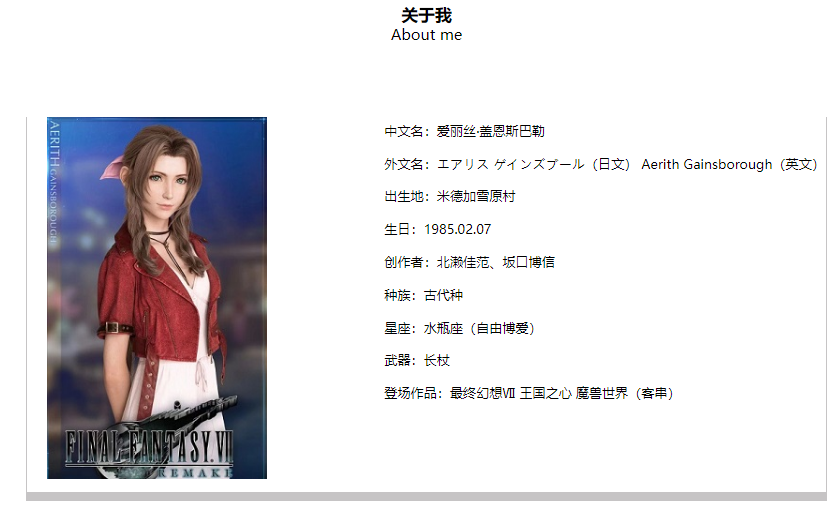 关于我
About me
AERITH GAINSBOROUGH
中文名：爱丽丝·盖恩斯巴勒
外文名：エアリス ゲインズブール（日文） Aerith Gainsborough（英文）
出生地：米德加雪原村
生日：1985.02.07
创作者：北濑佳范、坂口博信
种族：古代种
星座：水瓶座（自由博爱）
武器：长杖
登场作品：最终幻想Ⅶ 王国之心 魔兽世界（客串）
FINAL FANTASY VII
REMAKE